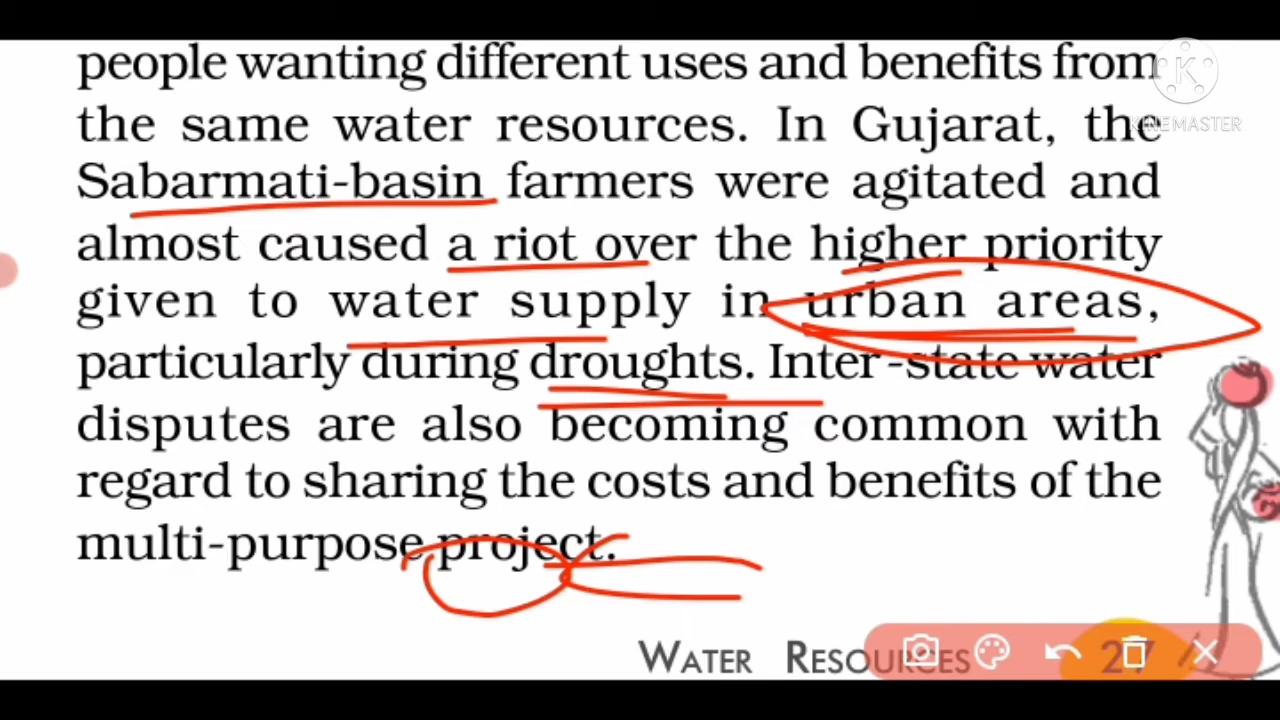 people wanting different uses and benefits from
the same water resources. In Gujarat, the
Sabarmati-basin farmers were agitated and
almost caused a riot over the higher priority
given to water supply in urban areas,
particularly during droughts. Inter-state water
disputes are also becoming common with
regard to sharing the costs and benefits of the
multi-purpose project.
WATER RESOURCES 27
K
KINEMASTER